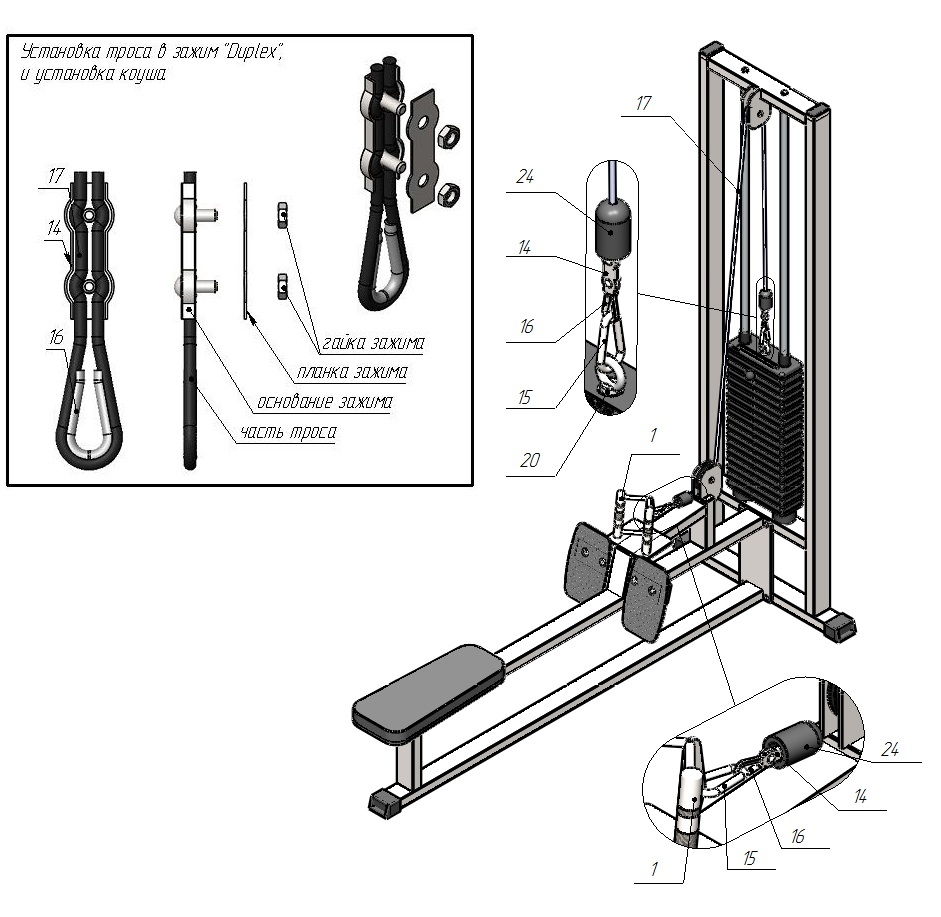 Установка троса в зажим "Duplex",
и установка коуша
17
14
16
гайка зажима
планка зажима
основание зажима
часть троса
17
24
14
16
15
20
1
24
14
16
15
1